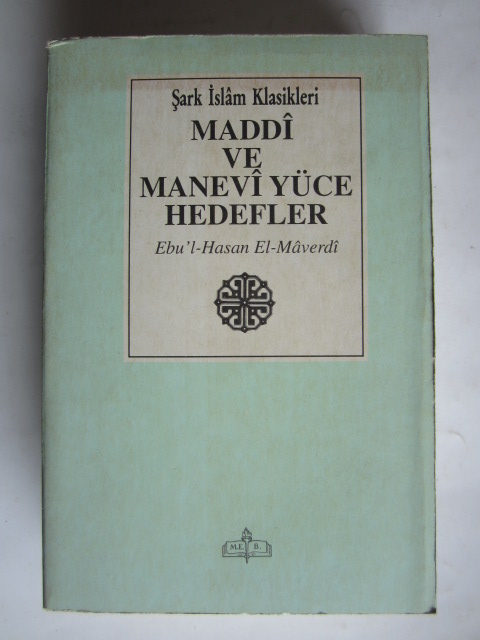 Şark İslâm Klasikleri
MADDÎ
VE
MANEVÎ YÜCE
HEDEFLER
Ebu'l-Hasan El-Mâverdî
M.E. B.